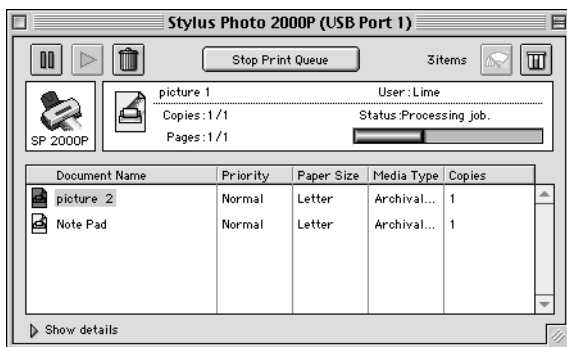 Stylus Photo 2000P (USB Port 1)
Stop Print Queue
3items
SP 2000P
picture 1
User:Lime
Copies:1/1
Status:Processing job.
Pages:1/1
Document Name Priority Paper Size Media Type Copies
picture 2 Normal Letter Archival... 1
Note Pad Normal Letter Archival... 1
Show details